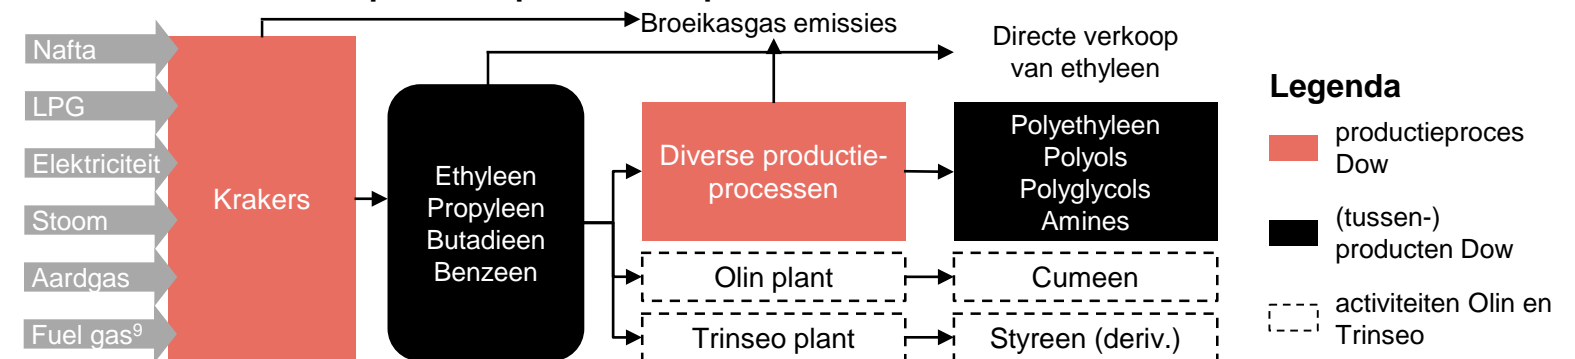 Broeikasgas emissies
Directe verkoop
van ethyleen
Nafta
LPG
Elektriciteit
Stoom
Aardgas
Fuel gas⁹
Krakers
Ethyleen
Propyleen
Butadieen
Benzeen
Diverse productie-
processen
Polyethyleen
Polyols
Polyglycols
Amines
Olin plant
Cumeen
Trinseo plant
Styreen (deriv.)
Legenda
productieproces
Dow
(tussen-)
producten Dow
activiteiten Olin en
Trinseo